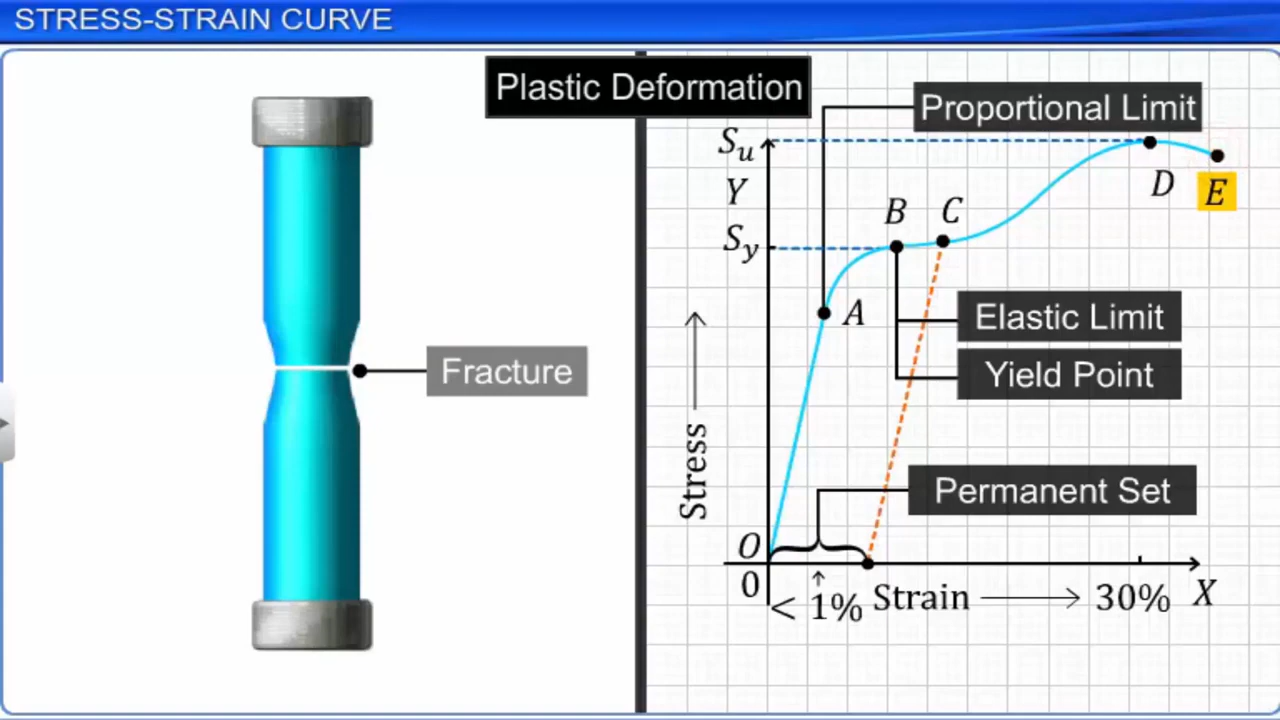 STRESS-STRAIN CURVE
Plastic Deformation
Fracture
Proportional Limit
Sᵤ
Y
S_y
B
C
D
E
A
Elastic Limit
Yield Point
Stress
Permanent Set
O
0
< 1%
Strain
30%
X